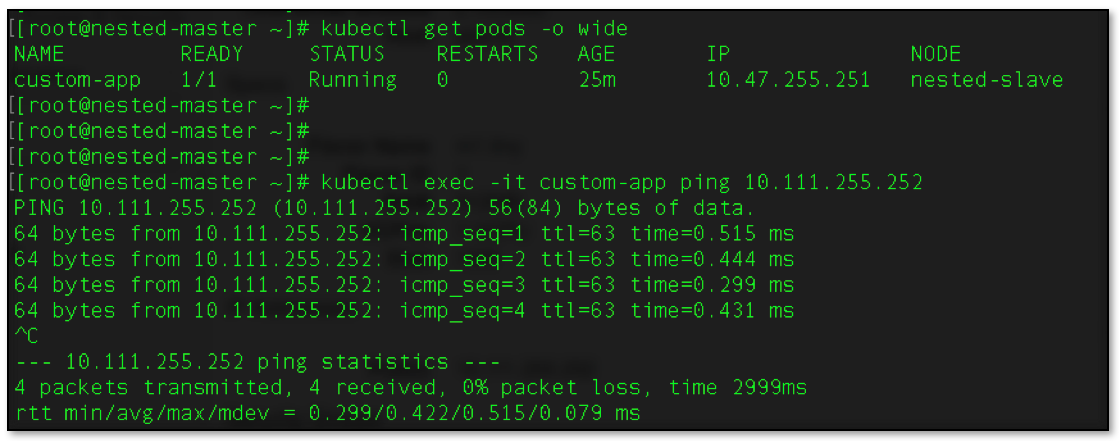 [[root@nested-master ~]# kubectl get pods -o wide
NAME READY STATUS RESTARTS AGE IP NODE
custom-app 1/1 Running 0 25m 10.47.255.251 nested-slave
[[root@nested-master ~]#
[[root@nested-master ~]#
[[root@nested-master ~]#
[[root@nested-master ~]# kubectl exec -it custom-app ping 10.111.255.252
PING 10.111.255.252 (10.111.255.252) 56(84) bytes of data.
64 bytes from 10.111.255.252: icmp_seq=1 ttl=63 time=0.515 ms
64 bytes from 10.111.255.252: icmp_seq=2 ttl=63 time=0.444 ms
64 bytes from 10.111.255.252: icmp_seq=3 ttl=63 time=0.299 ms
64 bytes from 10.111.255.252: icmp_seq=4 ttl=63 time=0.431 ms
^C
--- 10.111.255.252 ping statistics ---
4 packets transmitted, 4 received, 0% packet loss, time 2999ms
rtt min/avg/max/mdev = 0.299/0.422/0.515/0.079 ms